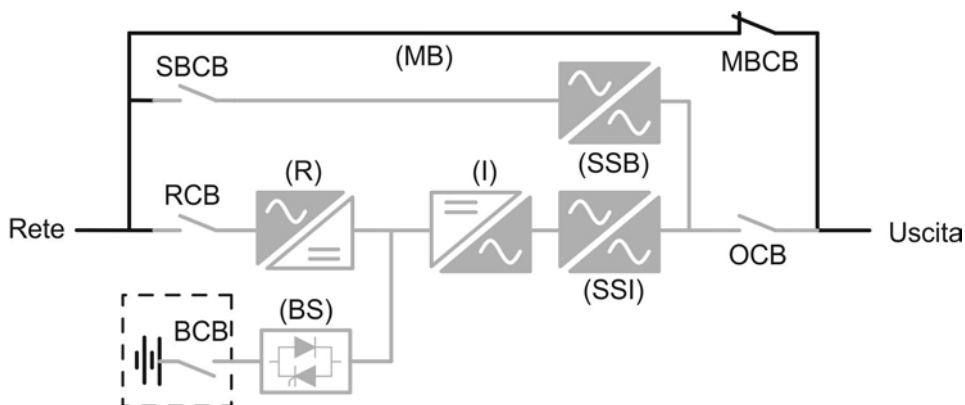 (MB)
MBCB
SBCB
(SSB)
(R)
(I)
RCB
Rete
Uscita
OCB
(SSI)
(BS)
BCB